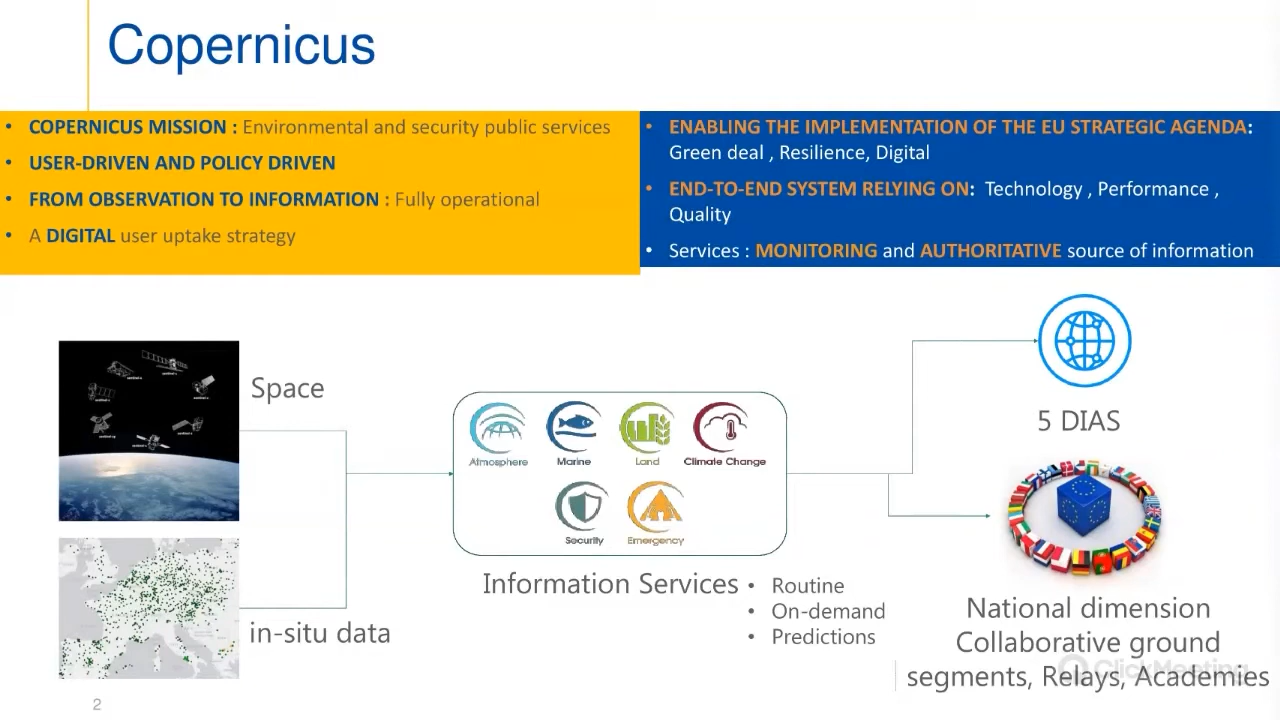 Copernicus
• COPERNICUS MISSION : Environmental and security public services
• USER-DRIVEN AND POLICY DRIVEN
• FROM OBSERVATION TO INFORMATION : Fully operational
• A DIGITAL user uptake strategy
• ENABLING THE IMPLEMENTATION OF THE EU STRATEGIC AGENDA:
Green deal , Resilience, Digital
• END-TO-END SYSTEM RELYING ON: Technology , Performance ,
Quality
• Services : MONITORING and AUTHORITATIVE source of information
Space
in-situ data
Atmosphere
Marine
Land
Climate Change
Security
Emergency
Information Services
• Routine
• On-demand
• Predictions
5 DIAS
National dimension
Collaborative ground
segments, Relays, Academies
ClickMeeting
2